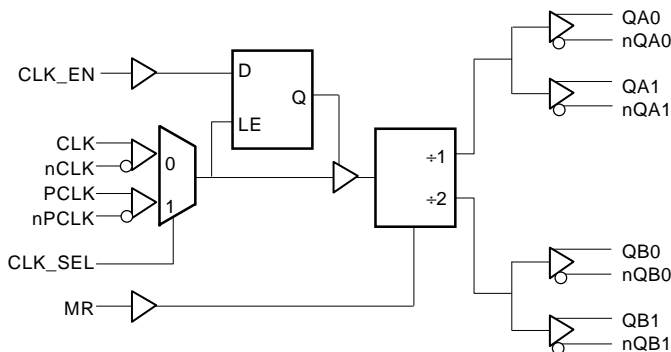 CLK_EN
D
Q
LE
CLK
nCLK
PCLK
nPCLK
0
1
CLK_SEL
MR
÷1
÷2
QA0
nQA0
QA1
nQA1
QB0
nQB0
QB1
nQB1